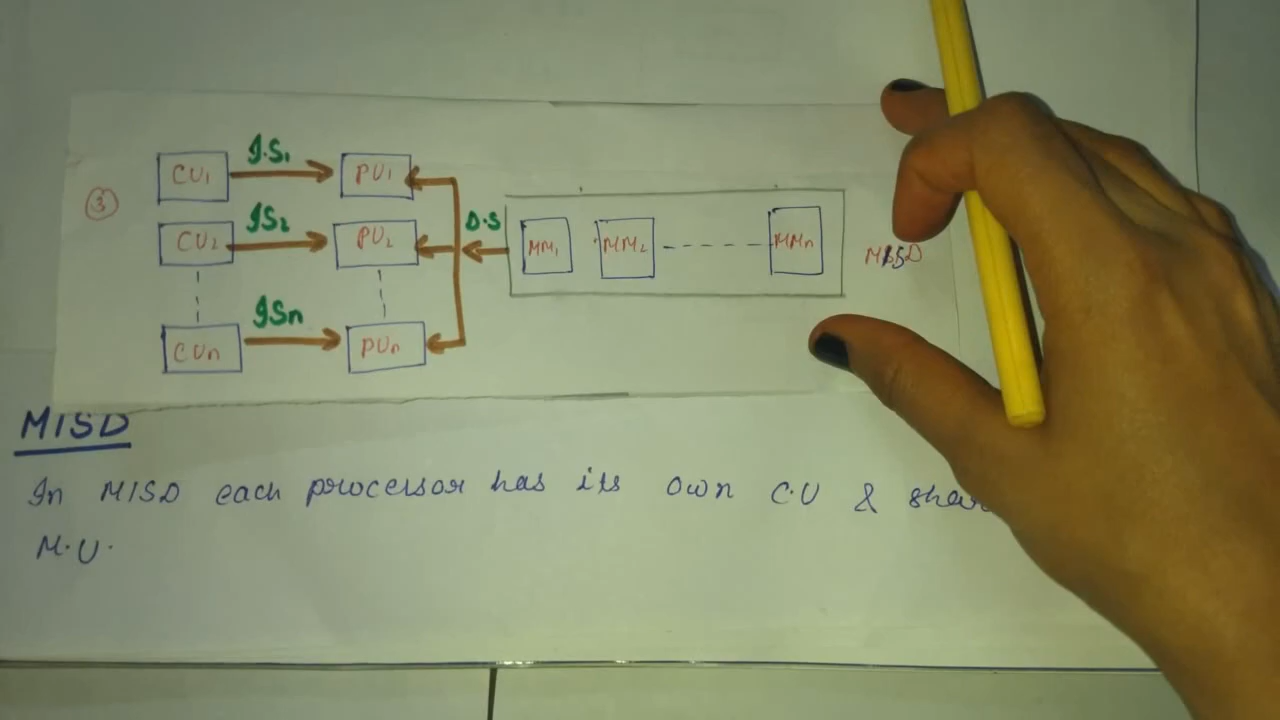 ③
CU₁ I.S₁ PU₁
CU₂ IS₂ PU₂
CUn ISn PUn
D.S
MM₁ MM₂ MMn
MISD
MISD
In MISD each processor has its own C.U &
M.U.